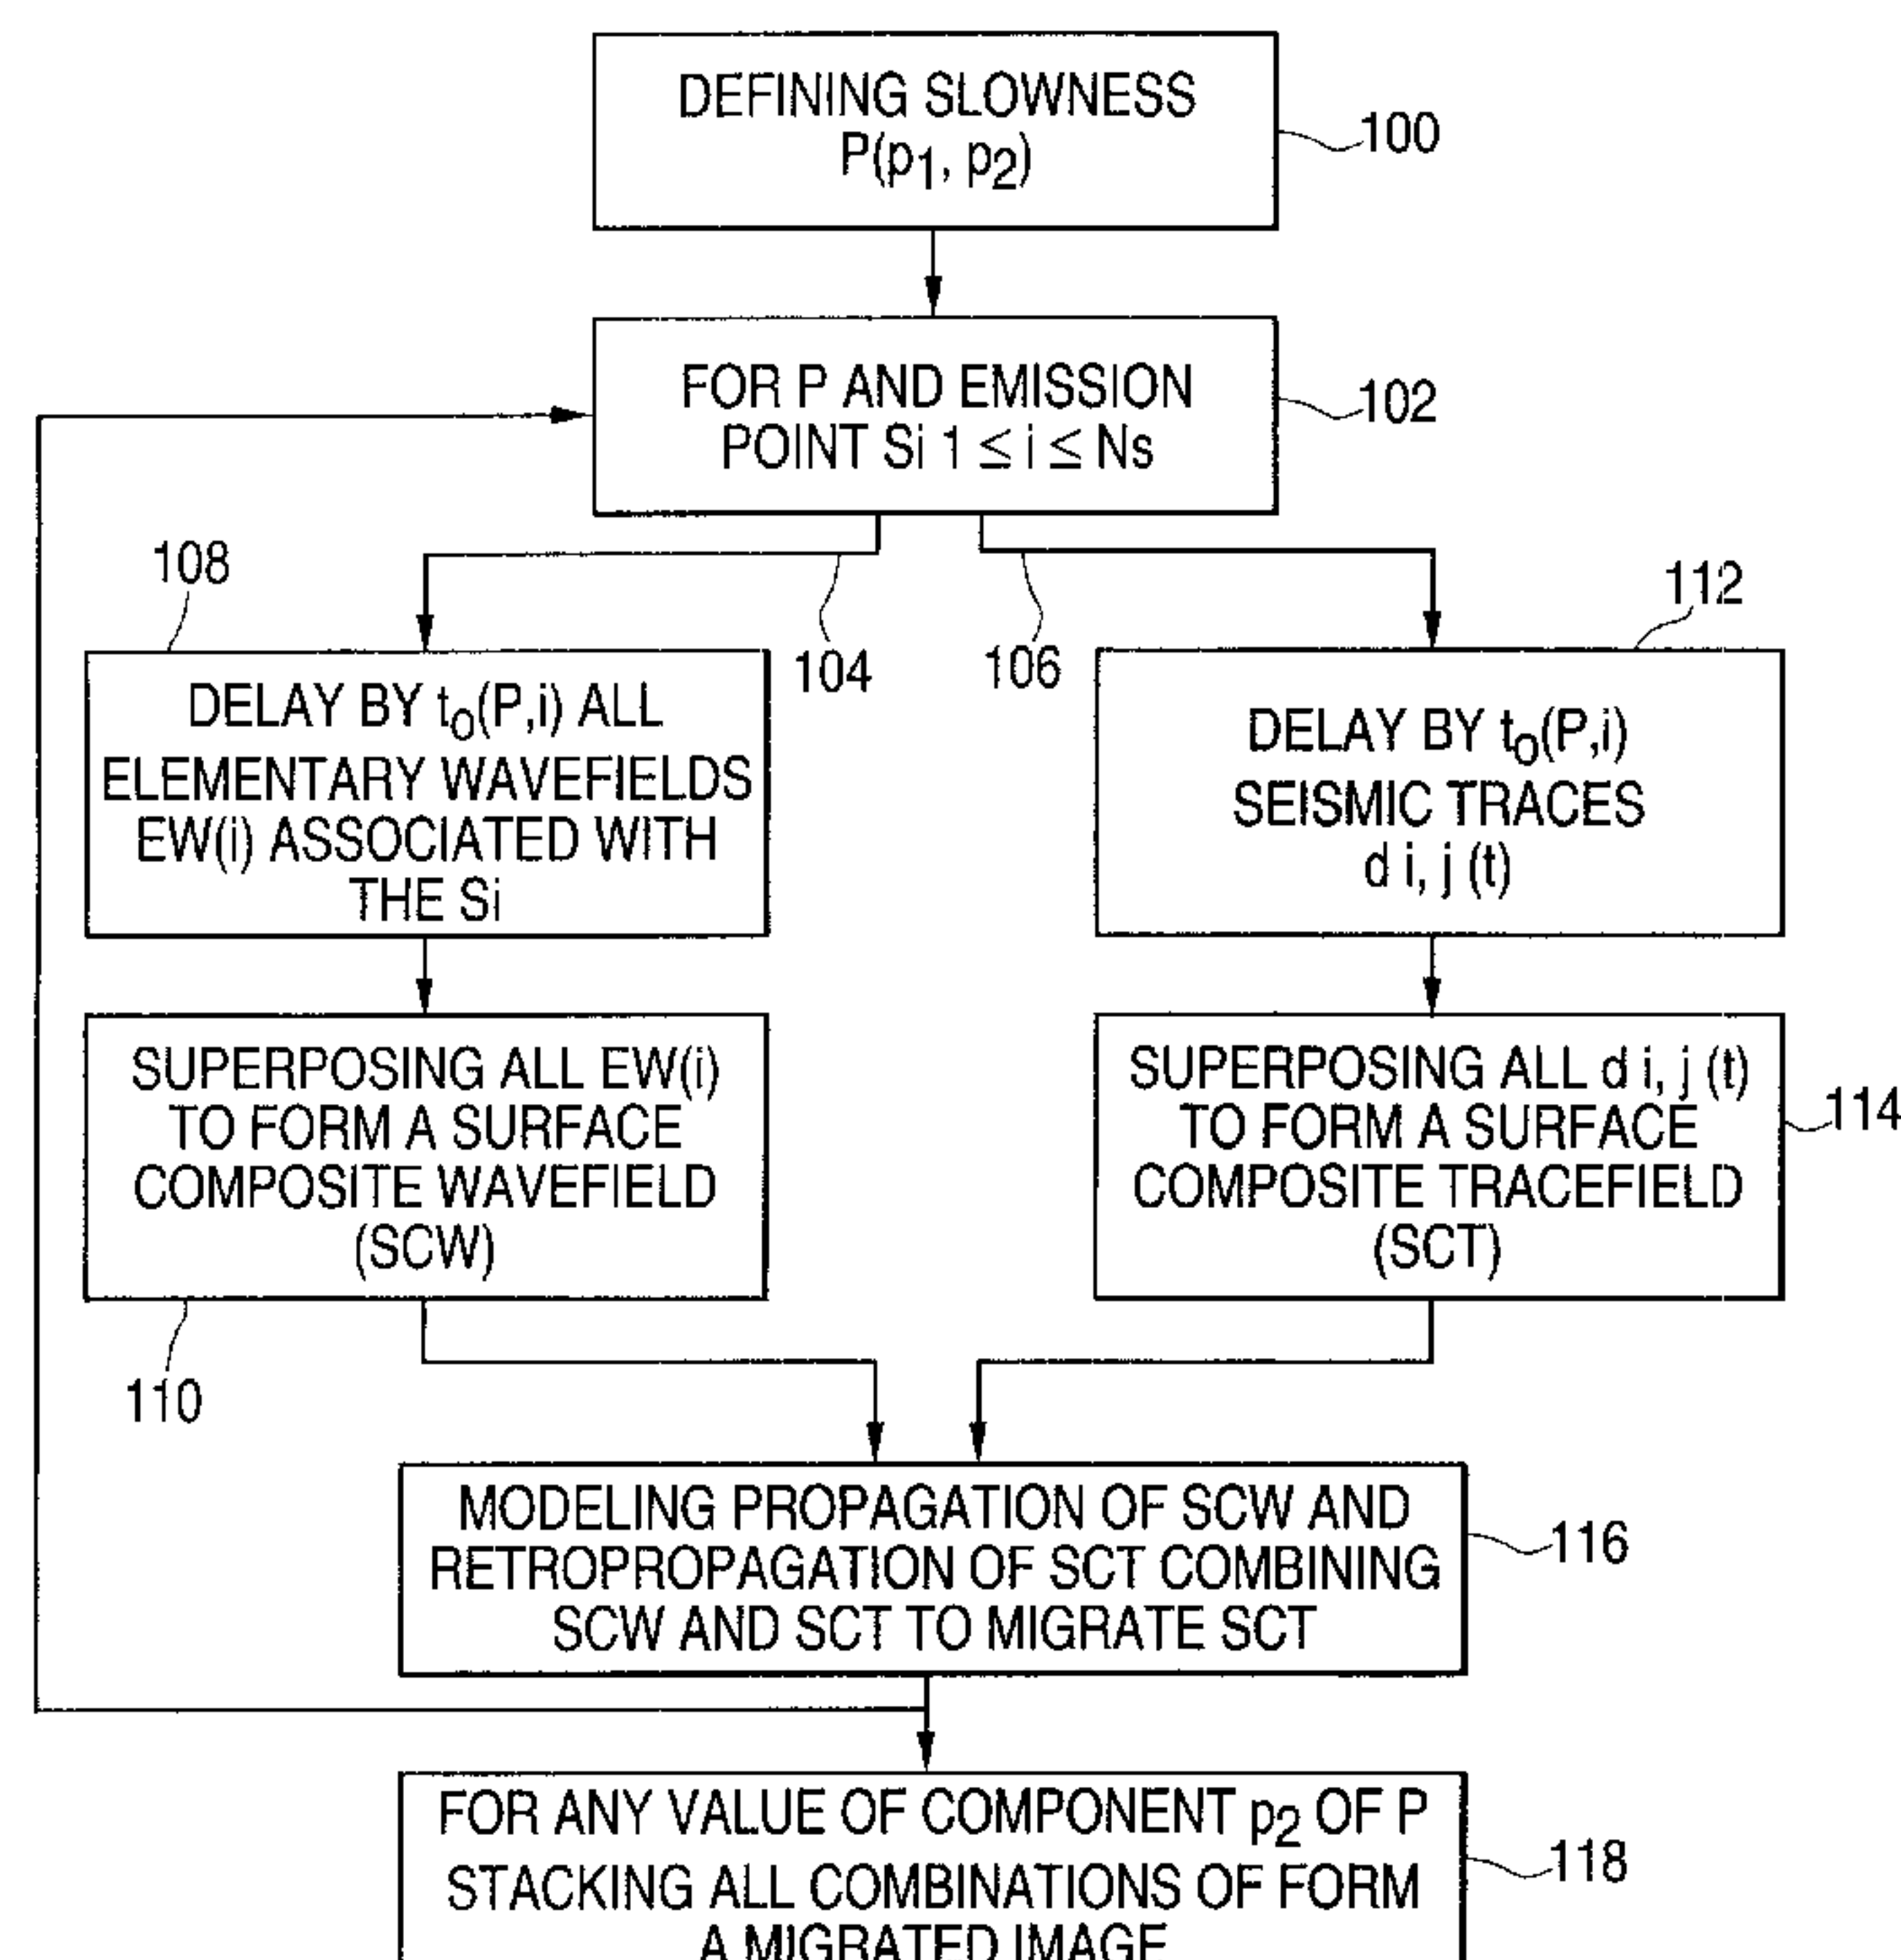 DEFINING SLOWNESS
P(p1, p2)
100
FOR P AND EMISSION
POINT Si 1 ≤ i ≤ Ns
102
104
106
108
DELAY BY to(P,i) ALL
ELEMENTARY WAVEFIELDS
EW(i) ASSOCIATED WITH
THE Si
112
DELAY BY to(P,i)
SEISMIC TRACES
d i, j (t)
SUPERPOSING ALL EW(i)
TO FORM A SURFACE
COMPOSITE WAVEFIELD
(SCW)
110
SUPERPOSING ALL d i, j (t)
TO FORM A SURFACE
COMPOSITE TRACEFIELD
(SCT)
114
MODELING PROPAGATION OF SCW AND
RETROPROPAGATION OF SCT COMBINING
SCW AND SCT TO MIGRATE SCT
116
FOR ANY VALUE OF COMPONENT p2 OF P
STACKING ALL COMBINATIONS OF FORM
A MIGRATED IMAGE
118